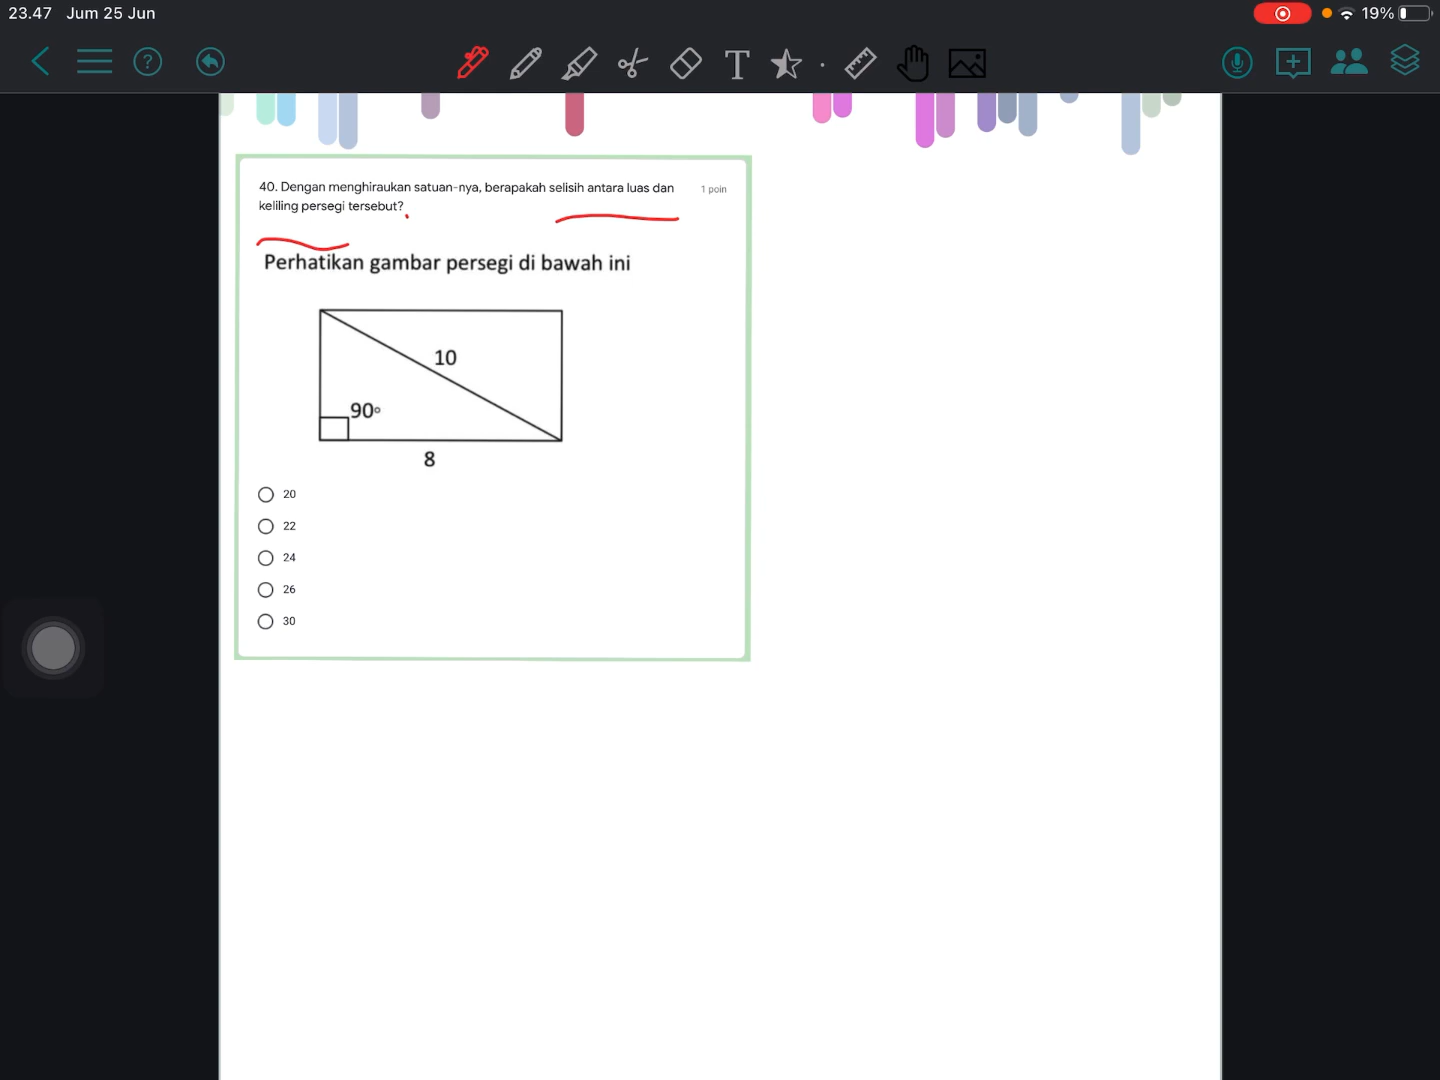 23.47 Jum 25 Jun
19%
?
T
40. Dengan menghiraukan satuan-nya, berapakah selisih antara luas dan
1 poin
keliling persegi tersebut?
Perhatikan gambar persegi di bawah ini
10
90°
8
20
22
24
26
30